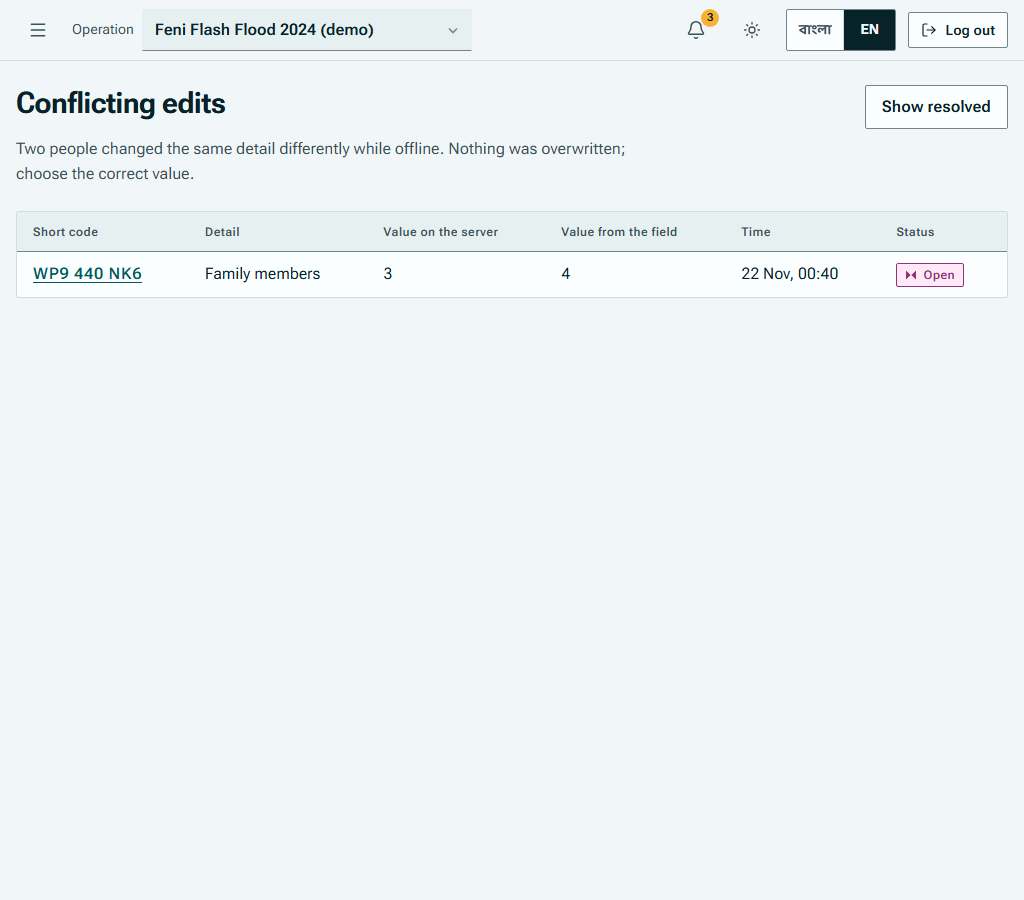 Operation Feni Flash Flood 2024 (demo) 3 বাংলা EN Log out
Conflicting edits
Show resolved
Two people changed the same detail differently while offline. Nothing was overwritten;
choose the correct value.
Short code Detail Value on the server Value from the field Time Status
WP9 440 NK6 Family members 3 4 22 Nov, 00:40 Open